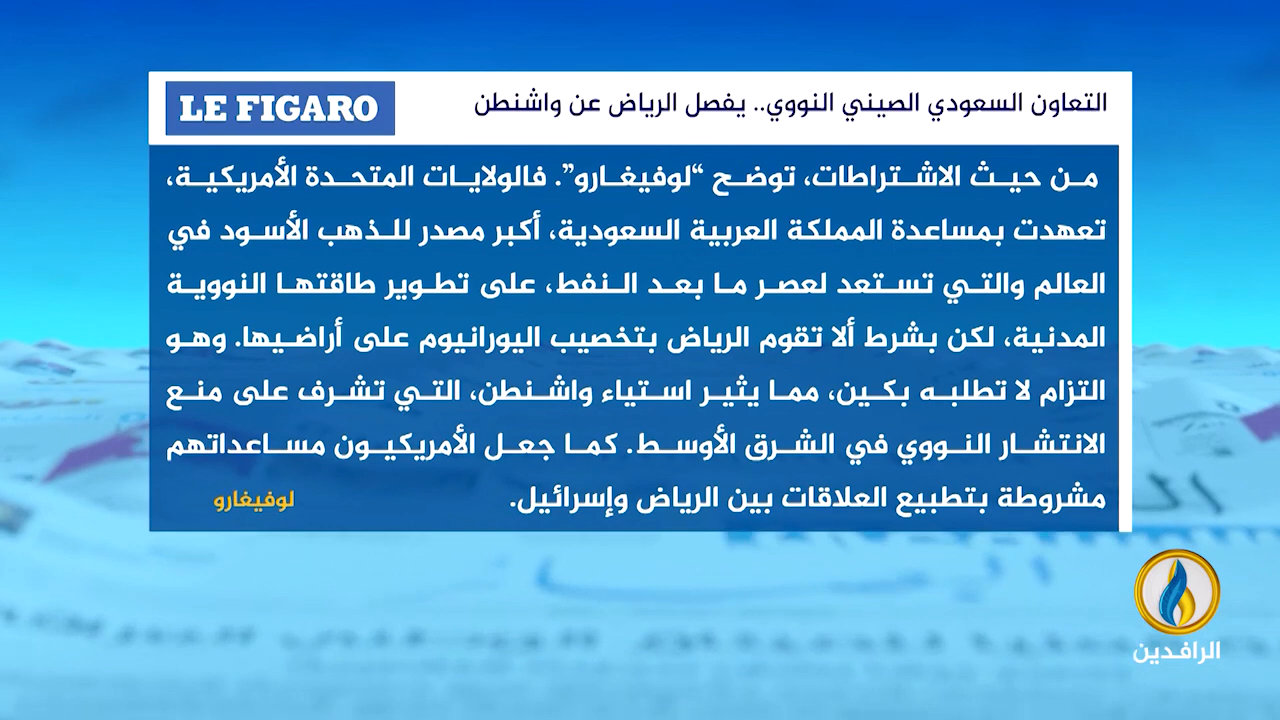 LE FIGARO
التعاون السعودي الصيني النووي.. يفصل الرياض عن واشنطن
من حيث الاشتراطات، توضح “لوفيغارو”. فالولايات المتحدة الأمريكية،
تعهدت بمساعدة المملكة العربية السعودية، أكبر مصدر للذهب الأسود في
العالم والتي تستعد لعصر ما بعد النفط، على تطوير طاقتها النووية
المدنية، لكن بشرط ألا تقوم الرياض بتخصيب اليورانيوم على أراضيها. وهو
التزام لا تطلبه بكين، مما يثير استياء واشنطن، التي تشرف على منع
الانتشار النووي في الشرق الأوسط. كما جعل الأمريكيون مساعداتهم
مشروطة بتطبيع العلاقات بين الرياض وإسرائيل.
لوفيغارو
الرافدين